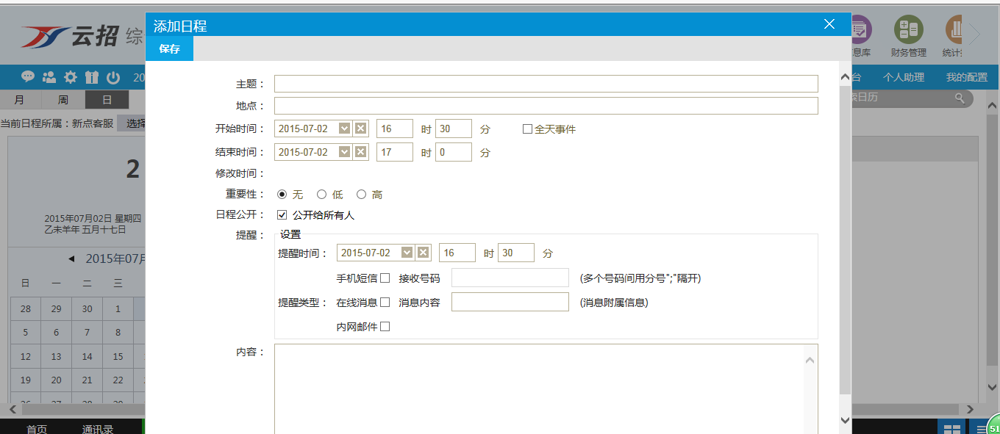 云招 综
添加日程
保存
息库 财务管理 统计
20
台 个人助理 我的配置
月 周 日
索日历
当前日程所属：新点客服 选择
2
2015年07月02日 星期四
乙未羊年 五月十七日
◄ 2015年07月
日 一 二 三
28 29 30 1
5 6 7 8
12 13 14 15
19 20 21 22
26 27 28 29
主题：
地点：
开始时间： 2015-07-02 16 时 30 分 全天事件
结束时间： 2015-07-02 17 时 0 分
修改时间：
重要性： 无 低 高
日程公开： 公开给所有人
提醒： 设置
提醒时间： 2015-07-02 16 时 30 分
手机短信 接收号码 (多个号码间用分号";"隔开)
提醒类型： 在线消息 消息内容 (消息附属信息)
内网邮件
内容：
首页 通讯录
51